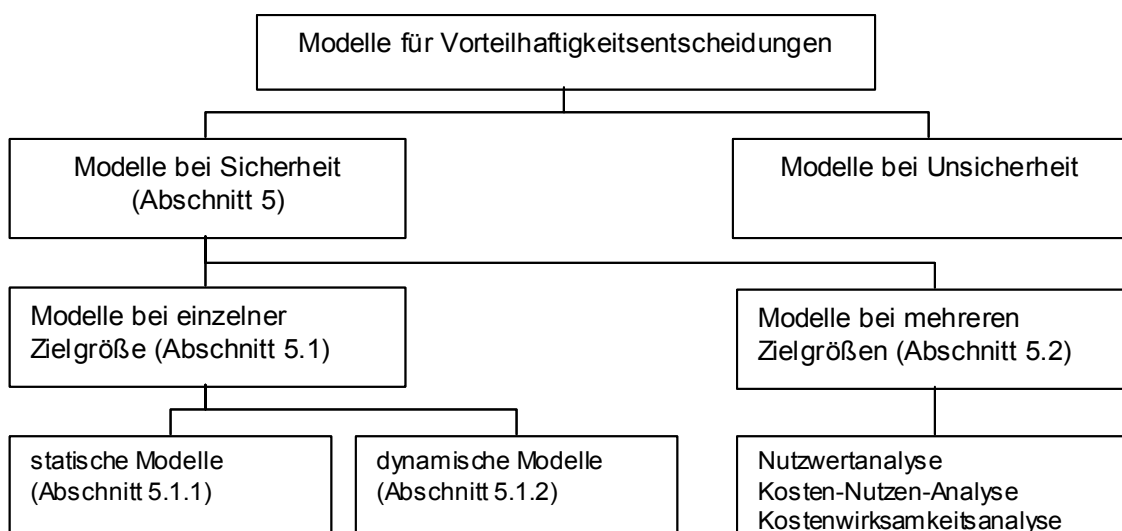 Modelle für Vorteilhaftigkeitsentscheidungen
Modelle bei Sicherheit
(Abschnitt 5)
Modelle bei Unsicherheit
Modelle bei einzelner
Zielgröße (Abschnitt 5.1)
Modelle bei mehreren
Zielgrößen (Abschnitt 5.2)
statische Modelle
(Abschnitt 5.1.1)
dynamische Modelle
(Abschnitt 5.1.2)
Nutzwertanalyse
Kosten-Nutzen-Analyse
Kostenwirksamkeitsanalyse